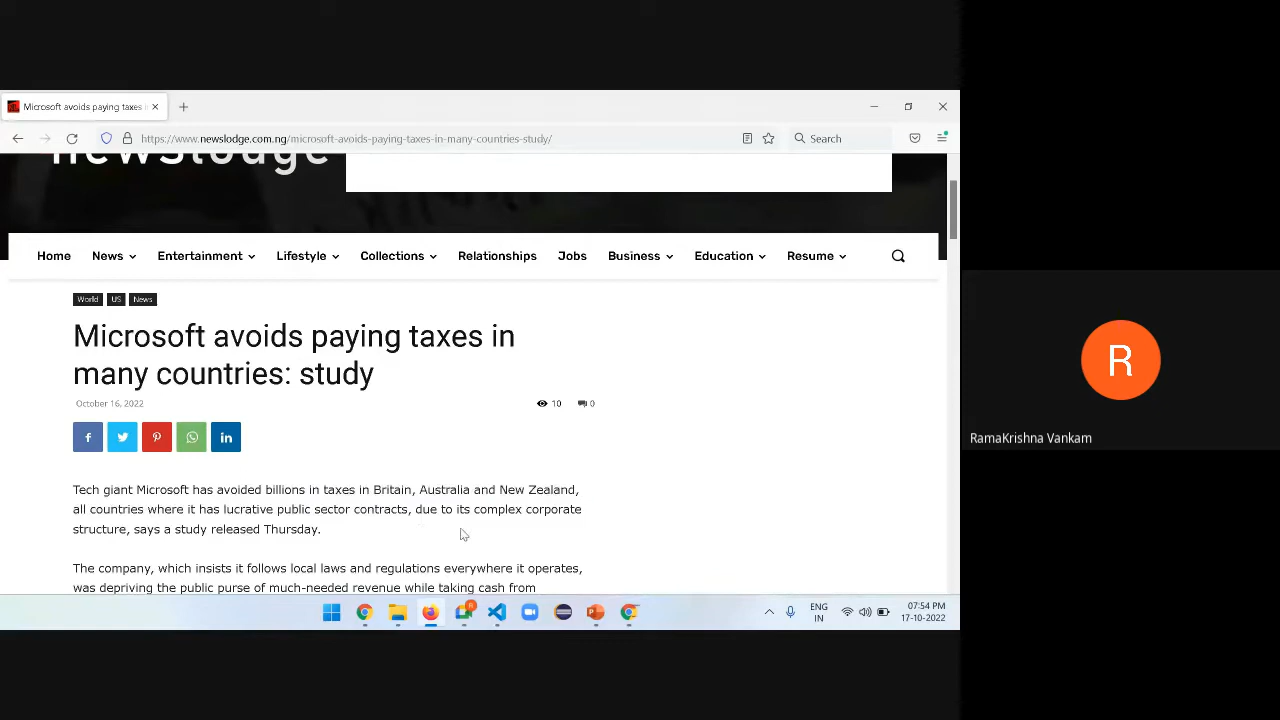 Microsoft avoids paying taxes i
https://www.newslodge.com.ng/microsoft-avoids-paying-taxes-in-many-countries-study/
Search
newslodge
Home News Entertainment Lifestyle Collections Relationships Jobs Business Education Resume
World US News
Microsoft avoids paying taxes in
many countries: study
October 16, 2022 10 0
Tech giant Microsoft has avoided billions in taxes in Britain, Australia and New Zealand,
all countries where it has lucrative public sector contracts, due to its complex corporate
structure, says a study released Thursday.
The company, which insists it follows local laws and regulations everywhere it operates,
was depriving the public purse of much-needed revenue while taking cash from
R
RamaKrishna Vankam
ENG
IN
07:54 PM
17-10-2022